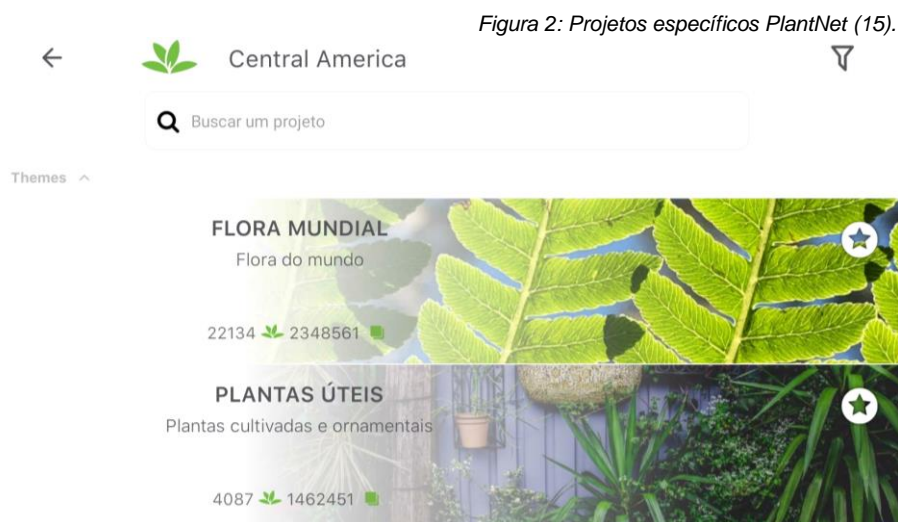 Figura 2: Projetos específicos PlantNet (15).
Central America
Buscar um projeto
Themes
FLORA MUNDIAL
Flora do mundo
22134 2348561
PLANTAS ÚTEIS
Plantas cultivadas e ornamentais
4087 1462451